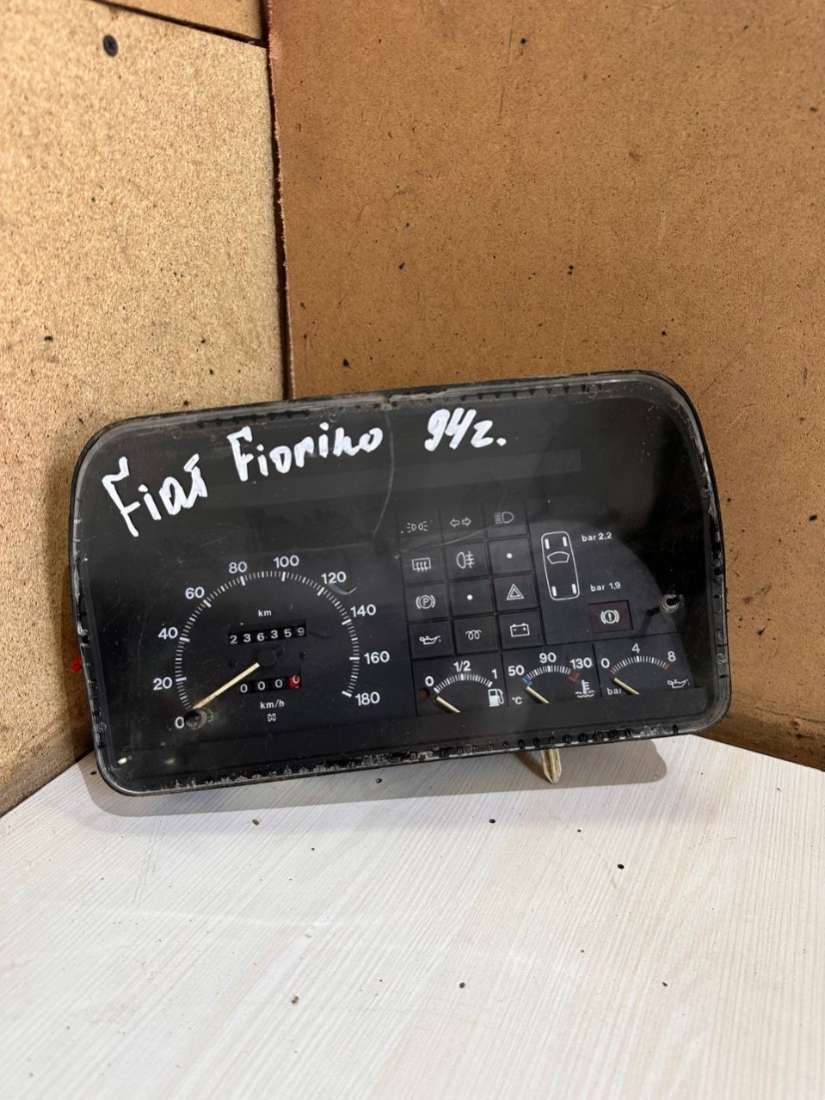 Fiat Fiorino 94г.
bar 2,2
bar 1,9
0 20 40 60 80 100 120 140 160 180
km
236359
0000
km/h
P
0 1/2 1
50 90 130
°C
0 4 8
bar